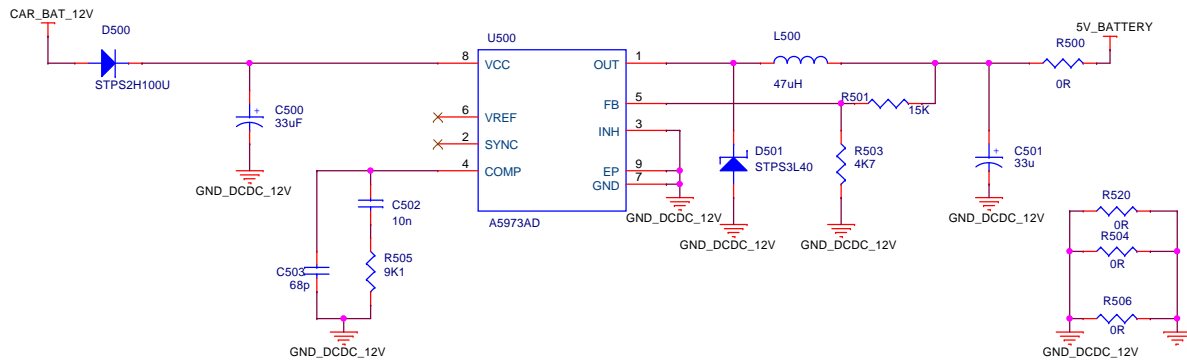 CAR_BAT_12V
D500
STPS2H100U
U500
L500
47uH
5V_BATTERY
R500
0R
8
VCC
OUT
1
C500
33uF
GND_DCDC_12V
6
VREF
2
SYNC
4
COMP
FB
5
INH
3
EP
9
GND
7
A5973AD
GND_DCDC_12V
R501
15K
R503
4K7
D501
STPS3L40
GND_DCDC_12V
GND_DCDC_12V
C501
33u
GND_DCDC_12V
C502
10n
R505
9K1
C503
68p
GND_DCDC_12V
R520
0R
R504
0R
R506
0R
GND_DCDC_12V
GND_DCDC_12V